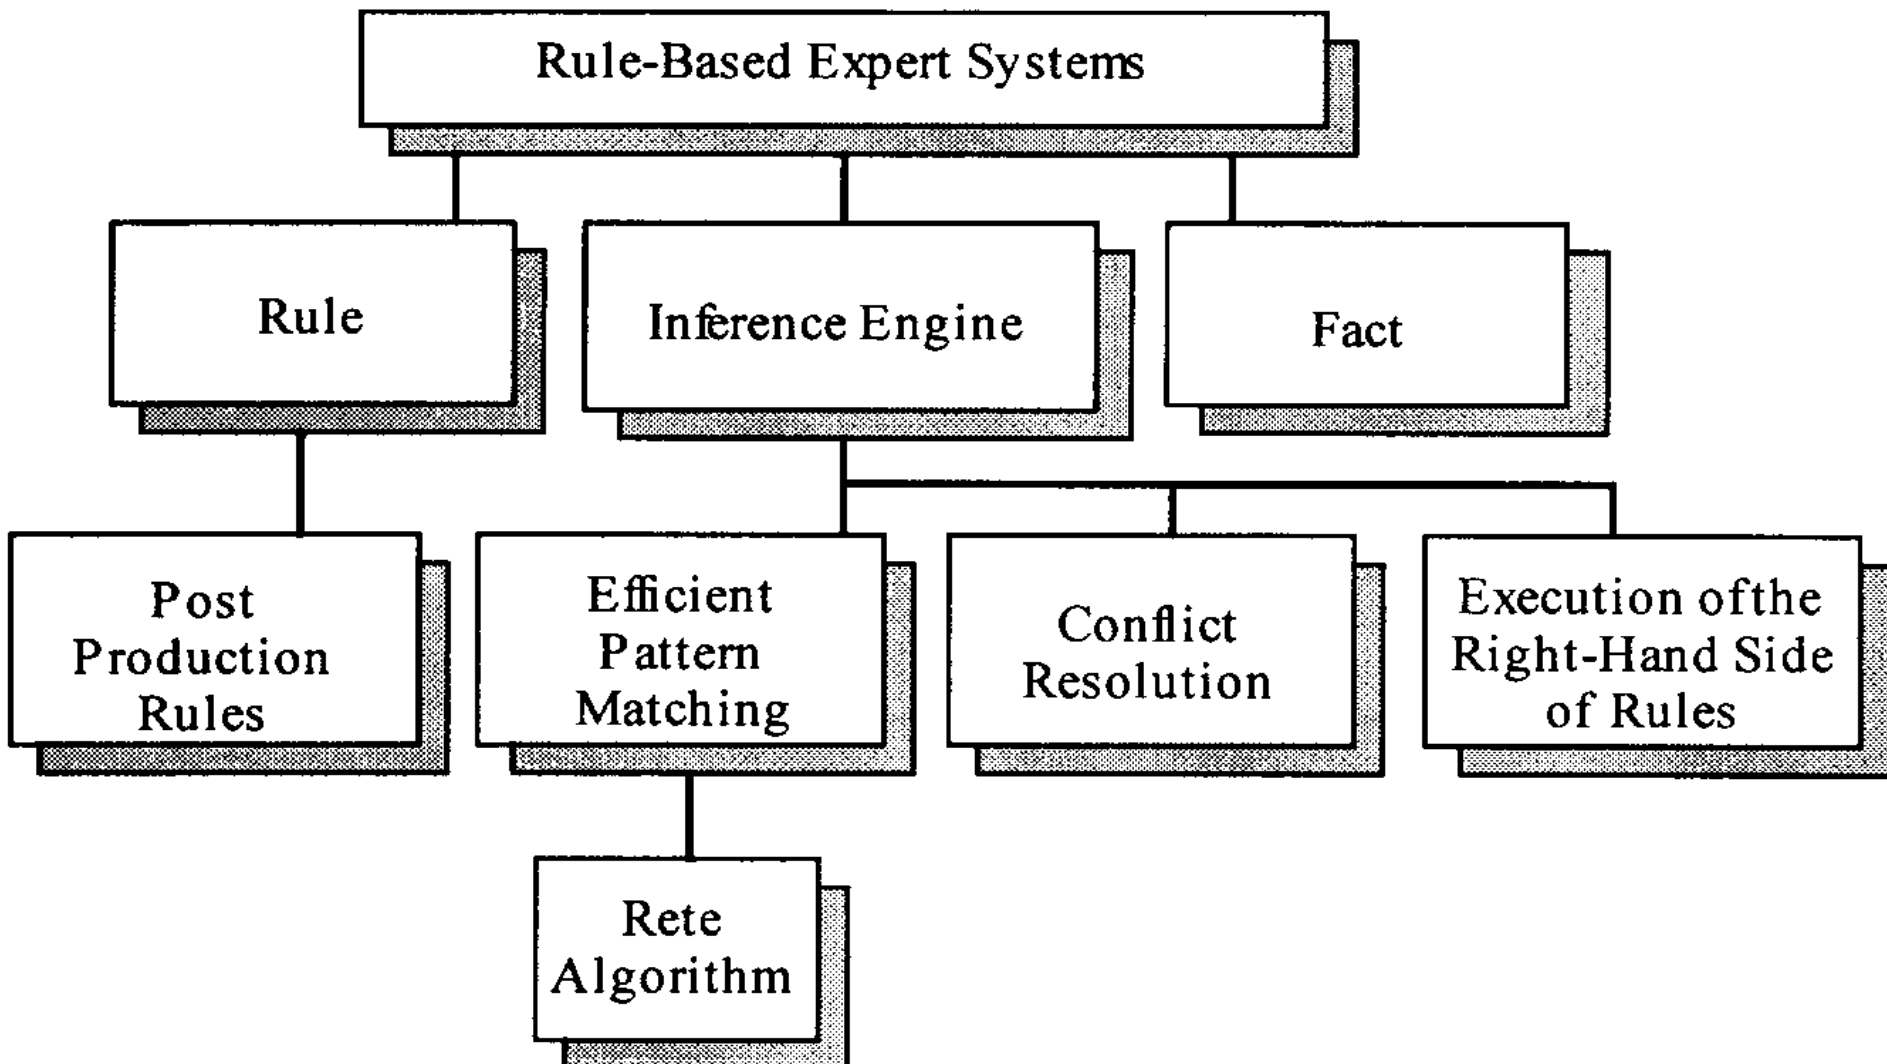 Rule-Based Expert Systems
Rule
Inference Engine
Fact
Post
Production
Rules
Efficient
Pattern
Matching
Conflict
Resolution
Execution of the
Right-Hand Side
of Rules
Rete
Algorithm